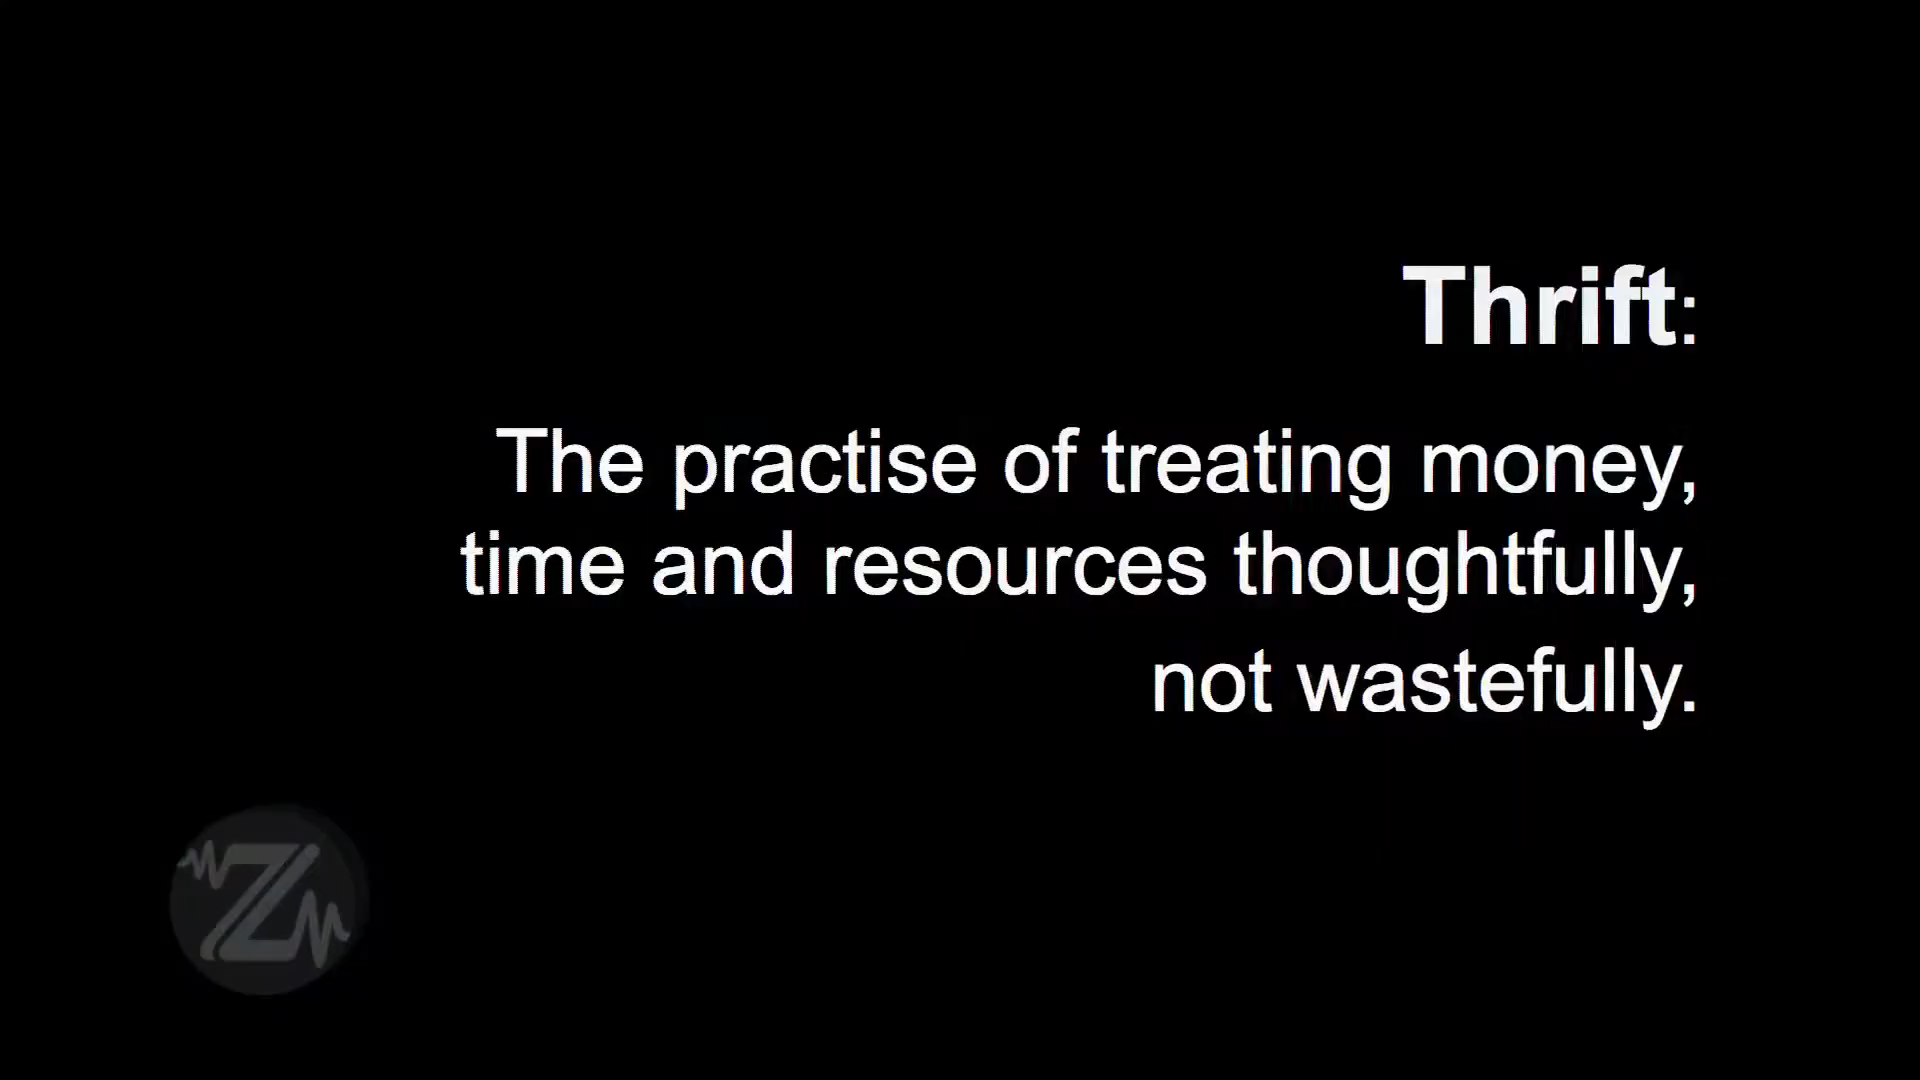 Thrift:
The practise of treating money,
time and resources thoughtfully,
not wastefully.
Z